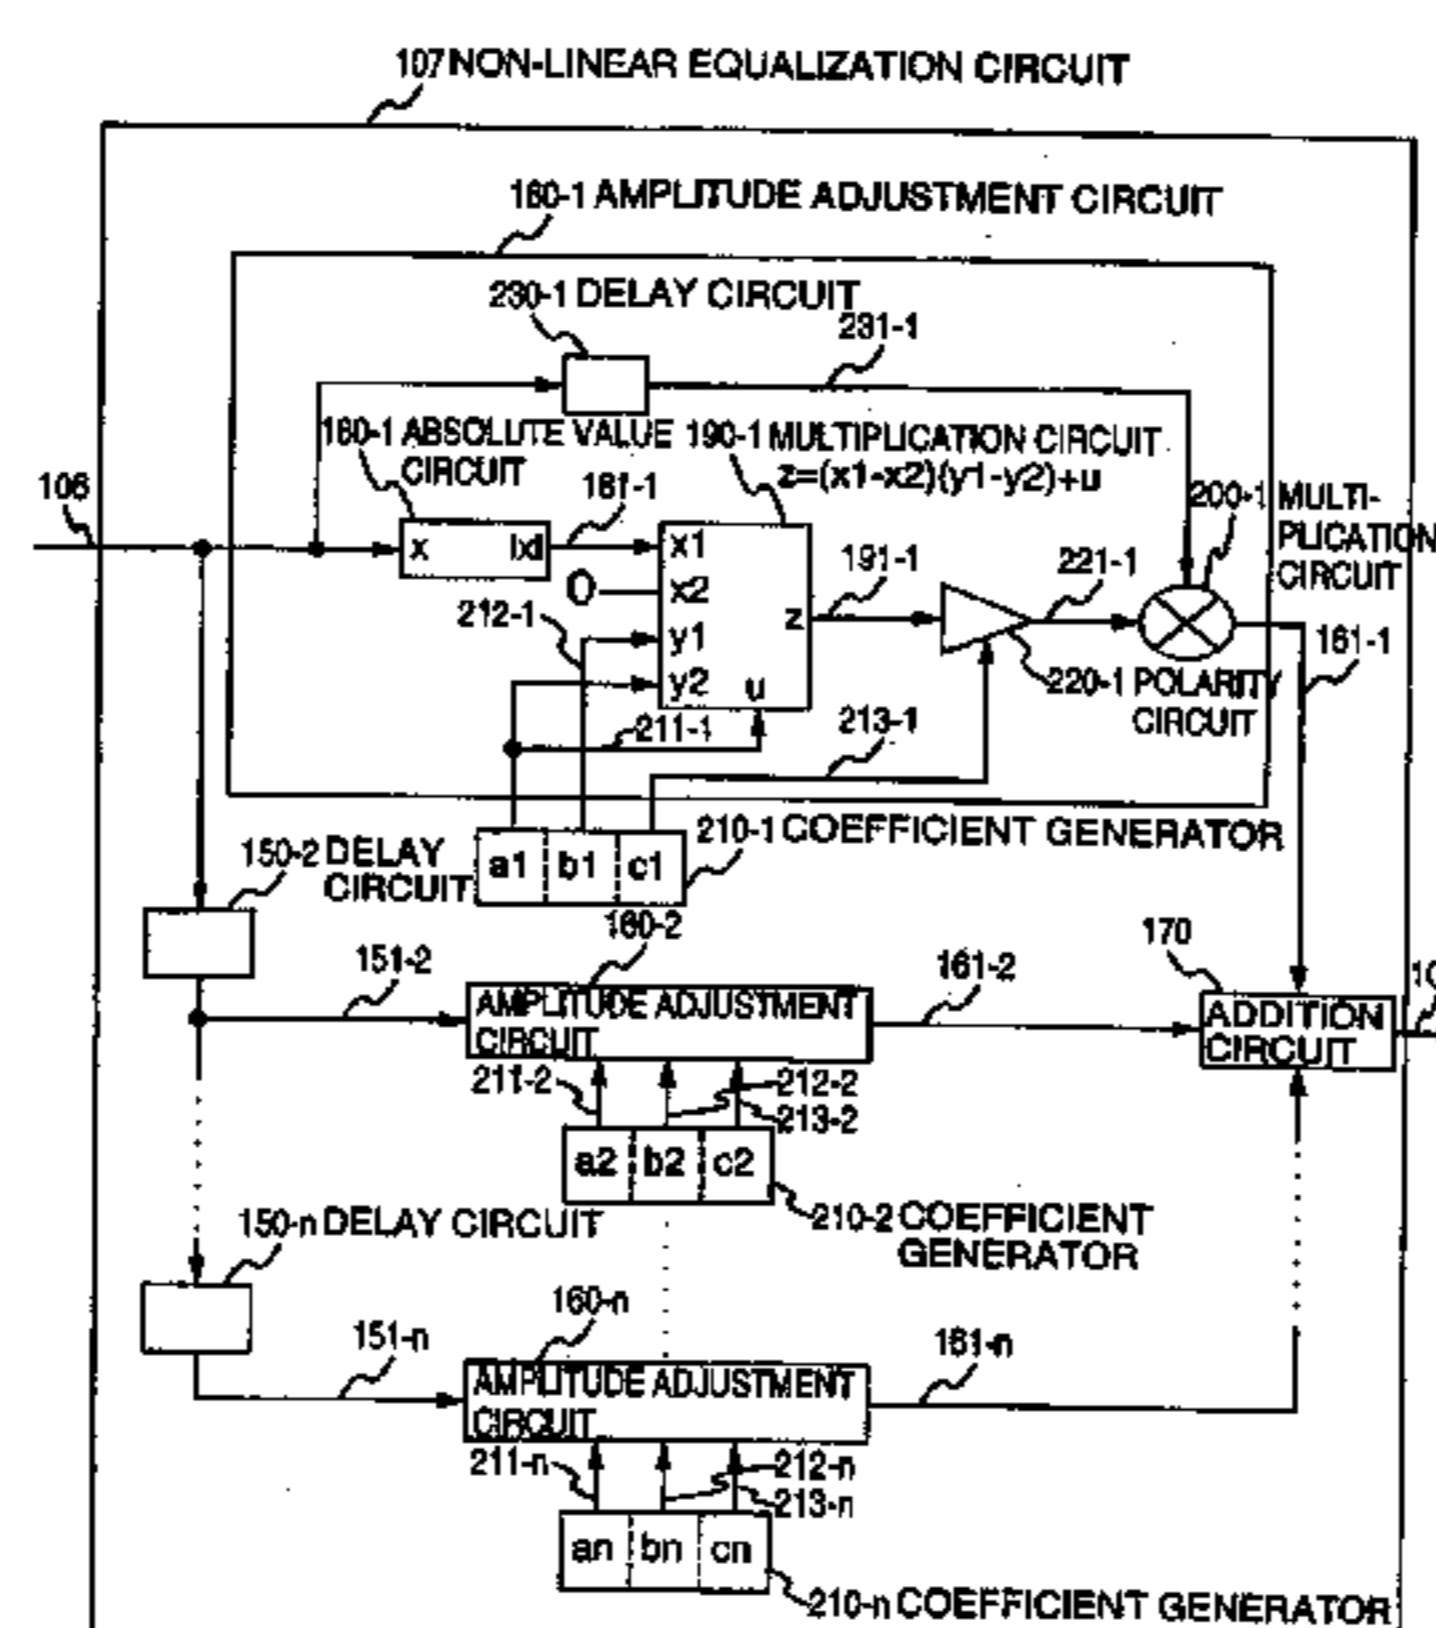 107 NON-LINEAR EQUALIZATION CIRCUIT
160-1 AMPLITUDE ADJUSTMENT CIRCUIT
230-1 DELAY CIRCUIT
231-1
180-1 ABSOLUTE VALUE
CIRCUIT
190-1 MULTIPLICATION CIRCUIT
z=(x1-x2)(y1-y2)+u
106
181-1
200-1 MULTI-
PLICATION
CIRCUIT
x |x|
x1
0 x2
y1
y2
z
u
212-1
191-1
221-1
161-1
220-1 POLARITY
CIRCUIT
211-1
213-1
210-1 COEFFICIENT GENERATOR
150-2 DELAY
CIRCUIT
a1 b1 c1
160-2
151-2
161-2
170
AMPLITUDE ADJUSTMENT
CIRCUIT
ADDITION
CIRCUIT
211-2
212-2
213-2
a2 b2 c2
210-2 COEFFICIENT
GENERATOR
150-n DELAY CIRCUIT
160-n
151-n
161-n
AMPLITUDE ADJUSTMENT
CIRCUIT
211-n
212-n
213-n
an bn cn
210-n COEFFICIENT GENERATOR